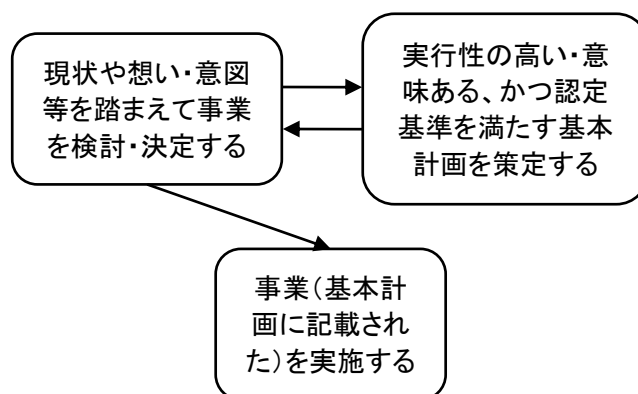 現状や想い・意図
等を踏まえて事業
を検討・決定する
実行性の高い・意
味ある、かつ認定
基準を満たす基本
計画を策定する
事業（基本計
画に記載され
た）を実施する